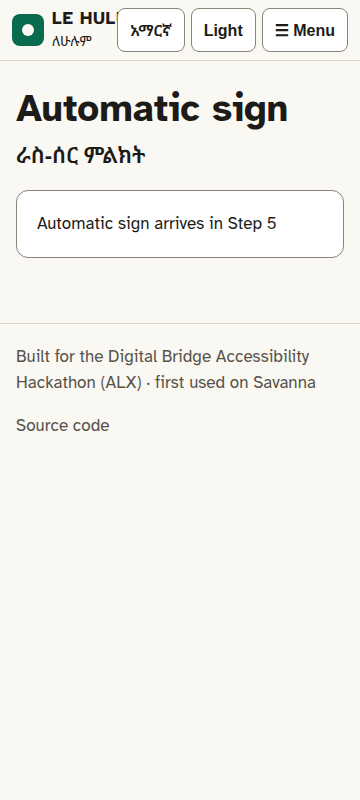 LE HUL
ለሁሉም
አማርኛ
Light
☰ Menu
Automatic sign
ራስ-ሰር ምልክት
Automatic sign arrives in Step 5
Built for the Digital Bridge Accessibility
Hackathon (ALX) · first used on Savanna
Source code